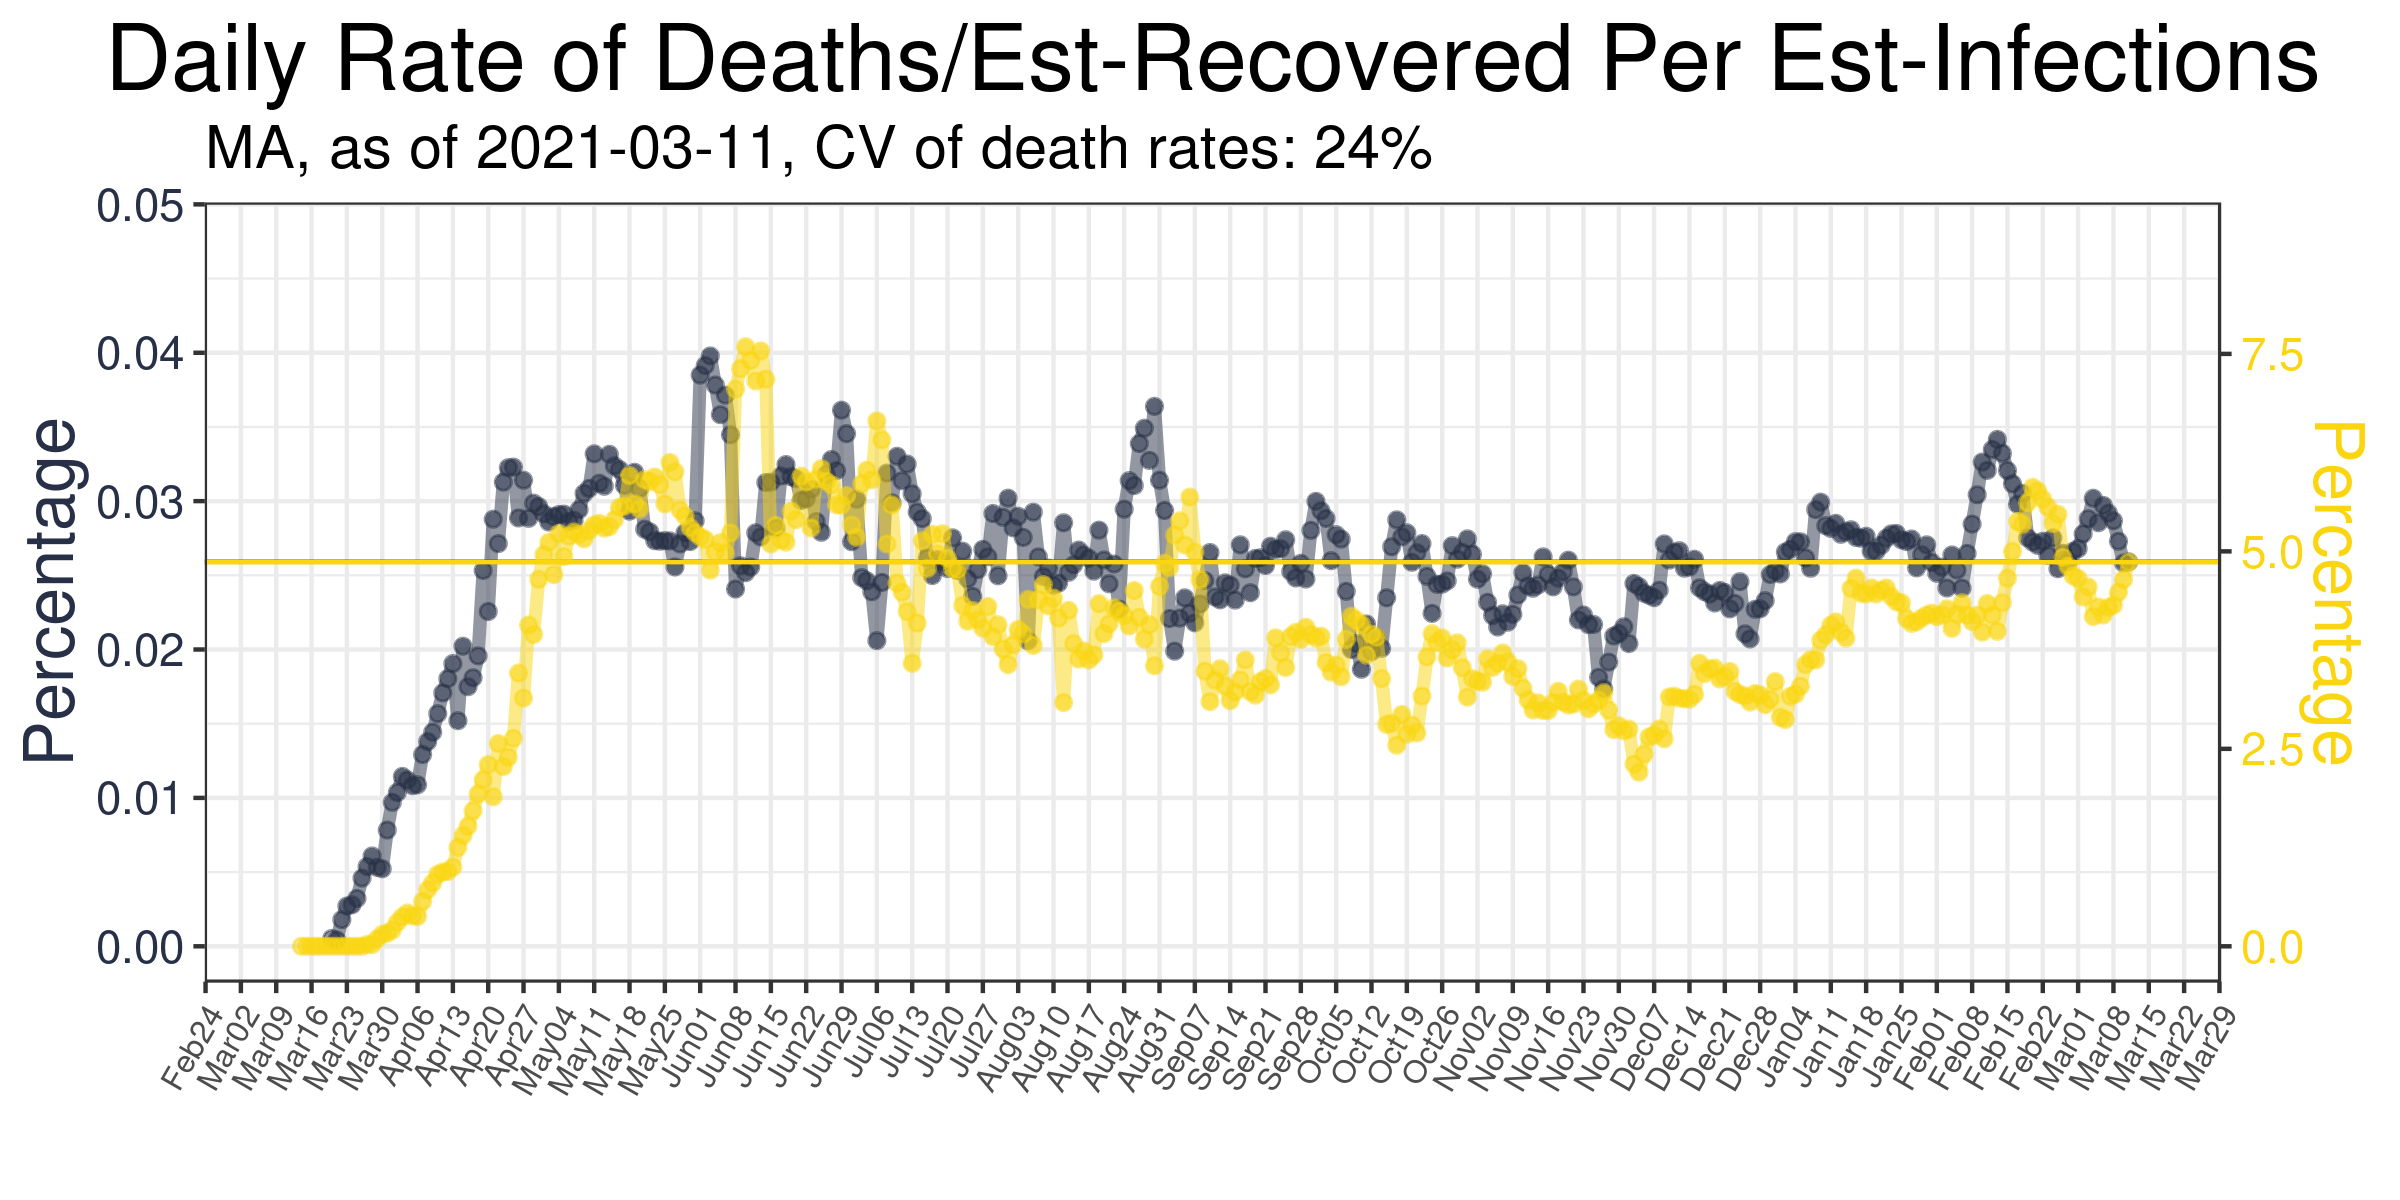 Daily Rate of Deaths/Est-Recovered Per Est-Infections
MA, as of 2021-03-11, CV of death rates: 24%
Percentage
0.05
0.04
0.03
0.02
0.01
0.00
7.5
5.0
2.5
0.0
Percentage
Feb24
Mar02
Mar09
Mar16
Mar23
Mar30
Apr06
Apr13
Apr20
Apr27
May04
May11
May18
May25
Jun01
Jun08
Jun15
Jun22
Jun29
Jul06
Jul13
Jul20
Jul27
Aug03
Aug10
Aug17
Aug24
Aug31
Sep07
Sep14
Sep21
Sep28
Oct05
Oct12
Oct19
Oct26
Nov02
Nov09
Nov16
Nov23
Nov30
Dec07
Dec14
Dec21
Dec28
Jan04
Jan11
Jan18
Jan25
Feb01
Feb08
Feb15
Feb22
Mar01
Mar08
Mar15
Mar22
Mar29